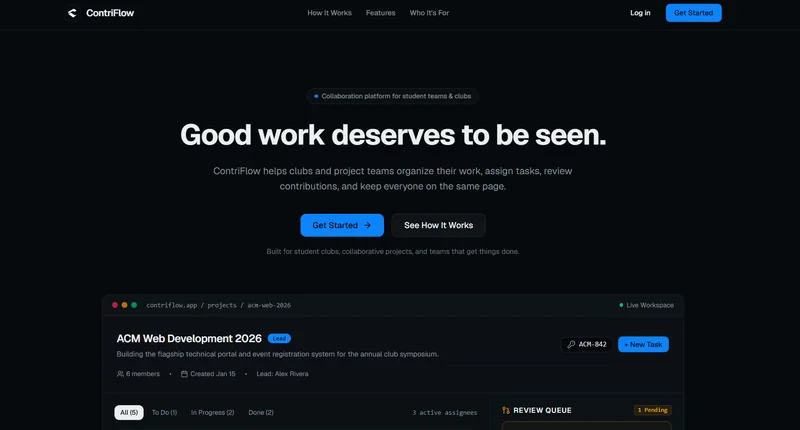 ContriFlow
How It Works
Features
Who It's For
Log in
Get Started
Collaboration platform for student teams & clubs
Good work deserves to be seen.
ContriFlow helps clubs and project teams organize their work, assign tasks, review
contributions, and keep everyone on the same page.
Get Started →
See How It Works
Built for student clubs, collaborative projects, and teams that get things done.
contriflow.app / projects / acm-web-2026
Live Workspace
ACM Web Development 2026
Lead
Building the flagship technical portal and event registration system for the annual club symposium.
ACM-842
+ New Task
6 members • Created Jan 15 • Lead: Alex Rivera
All (5)
To Do (1)
In Progress (2)
Done (2)
3 active assignees
REVIEW QUEUE
1 Pending